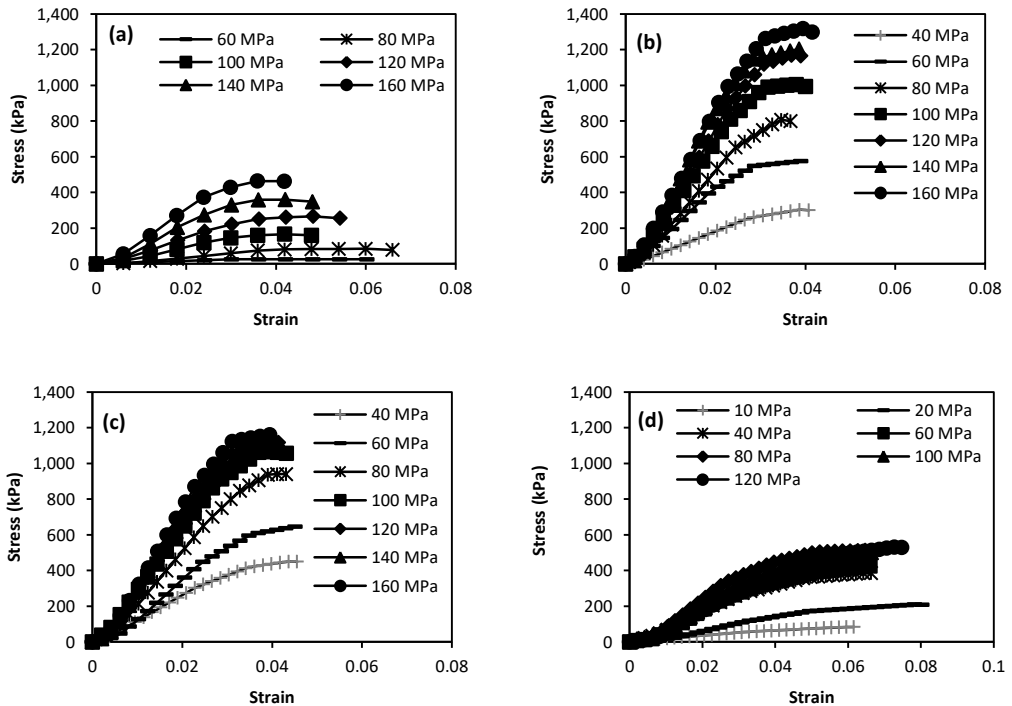 (a)
1,400
1,200
1,000
800
600
400
200
0
Stress (kPa)
60 MPa 80 MPa
100 MPa 120 MPa
140 MPa 160 MPa
0 0.02 0.04 0.06 0.08
Strain
(b)
1,400
1,200
1,000
800
600
400
200
0
Stress (kPa)
40 MPa
60 MPa
80 MPa
100 MPa
120 MPa
140 MPa
160 MPa
0 0.02 0.04 0.06 0.08
Strain
(c)
1,400
1,200
1,000
800
600
400
200
0
Stress (kPa)
40 MPa
60 MPa
80 MPa
100 MPa
120 MPa
140 MPa
160 MPa
0 0.02 0.04 0.06 0.08
Strain
(d)
1,400
1,200
1,000
800
600
400
200
0
Stress (kPa)
10 MPa 20 MPa
40 MPa 60 MPa
80 MPa 100 MPa
120 MPa
0 0.02 0.04 0.06 0.08 0.1
Strain